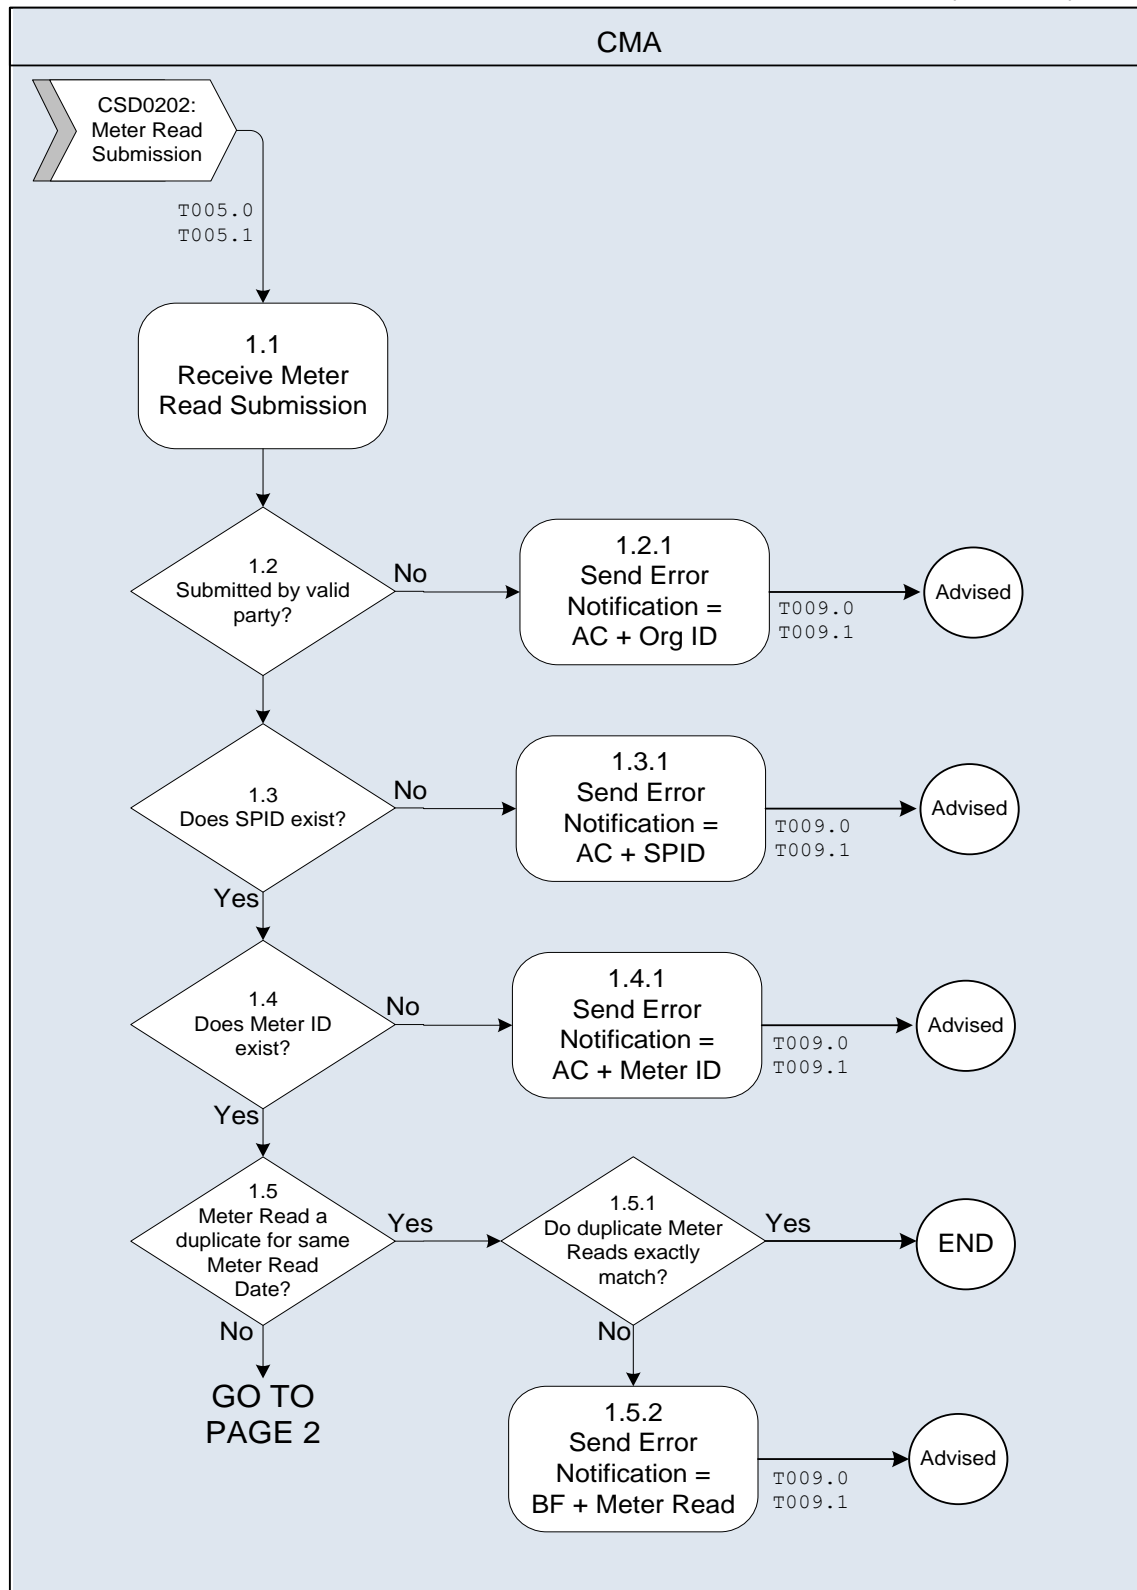 CMA
CSD0202:
Meter Read
Submission
T005.0
T005.1
1.1
Receive Meter
Read Submission
1.2
Submitted by valid
party?
No
1.2.1
Send Error
Notification =
AC + Org ID
T009.0
T009.1
Advised
1.3
Does SPID exist?
No
1.3.1
Send Error
Notification =
AC + SPID
T009.0
T009.1
Advised
Yes
1.4
Does Meter ID
exist?
No
1.4.1
Send Error
Notification =
AC + Meter ID
T009.0
T009.1
Advised
Yes
1.5
Meter Read a
duplicate for same
Meter Read
Date?
Yes
1.5.1
Do duplicate Meter
Reads exactly
match?
Yes
END
No
GO TO
PAGE 2
No
1.5.2
Send Error
Notification =
BF + Meter Read
T009.0
T009.1
Advised